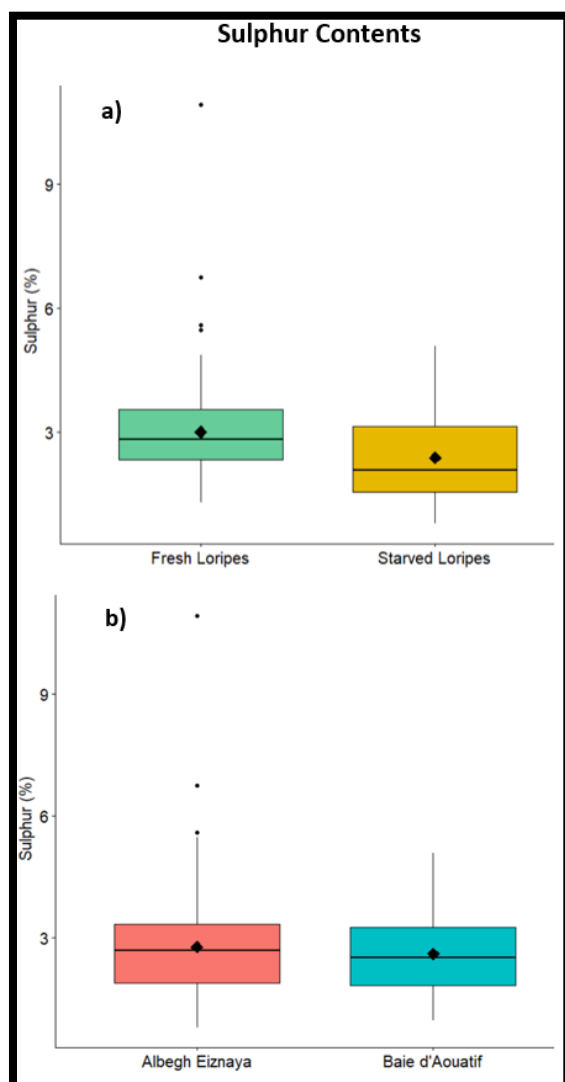 Sulphur Contents
a)
9
6
3
Sulphur (%)
Fresh Loripes Starved Loripes
b)
9
6
3
Sulphur (%)
Albegh Eiznaya Baie d'Aouatif